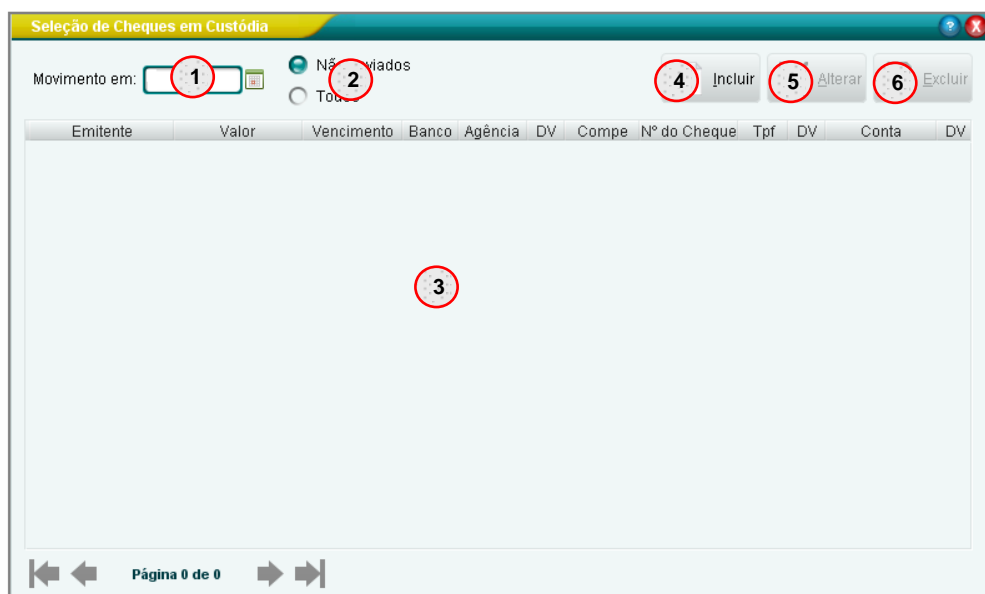 Seleção de Cheques em Custódia
Movimento em:
1
2
4 Incluir
5 Alterar
6 Excluir
Emitente Valor Vencimento Banco Agência DV Compe Nº do Cheque Tpf DV Conta DV
3
Página 0 de 0